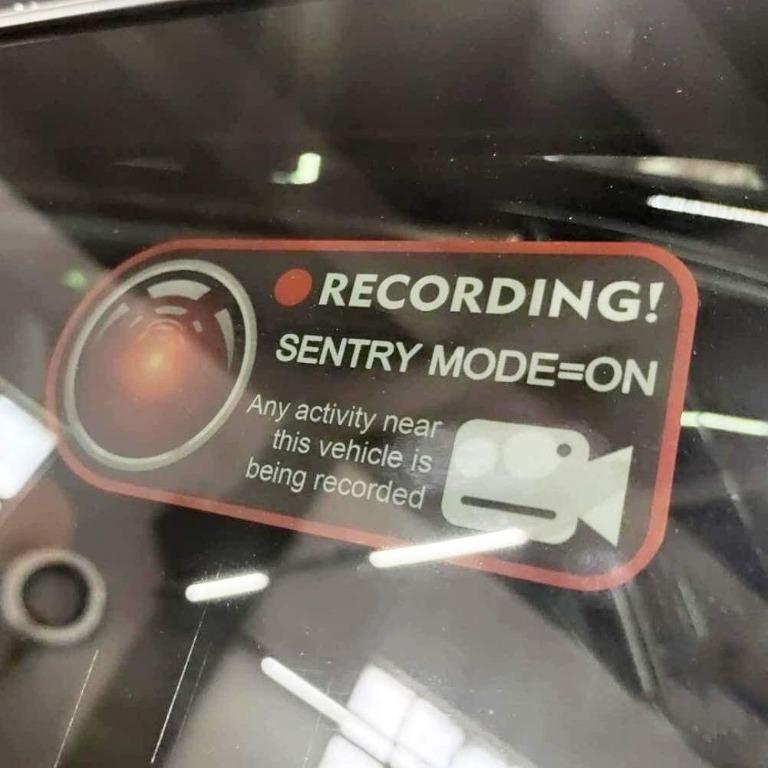 RECORDING!
SENTRY MODE=ON
Any activity near
this vehicle is
being recorded